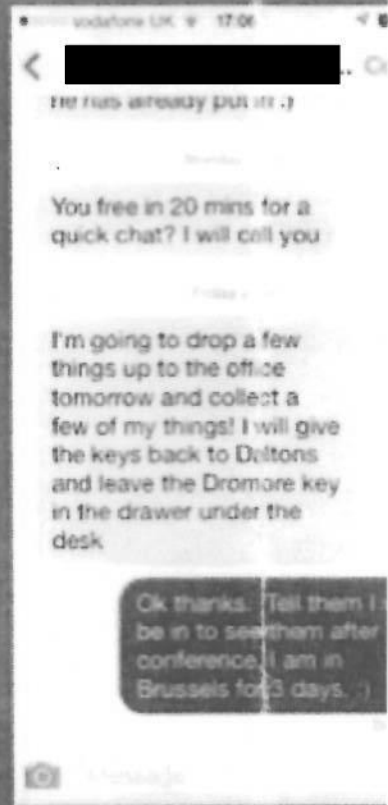 vodafone UK 17:06
he has already put in :)
You free in 20 mins for a
quick chat? I will call you
I'm going to drop a few
things up to the office
tomorrow and collect a
few of my things! I will give
the keys back to Daltons
and leave the Dromore key
in the drawer under the
desk
Ok thanks. Tell them I
be in to see them after
conference. I am in
Brussels for 3 days. :)
Message